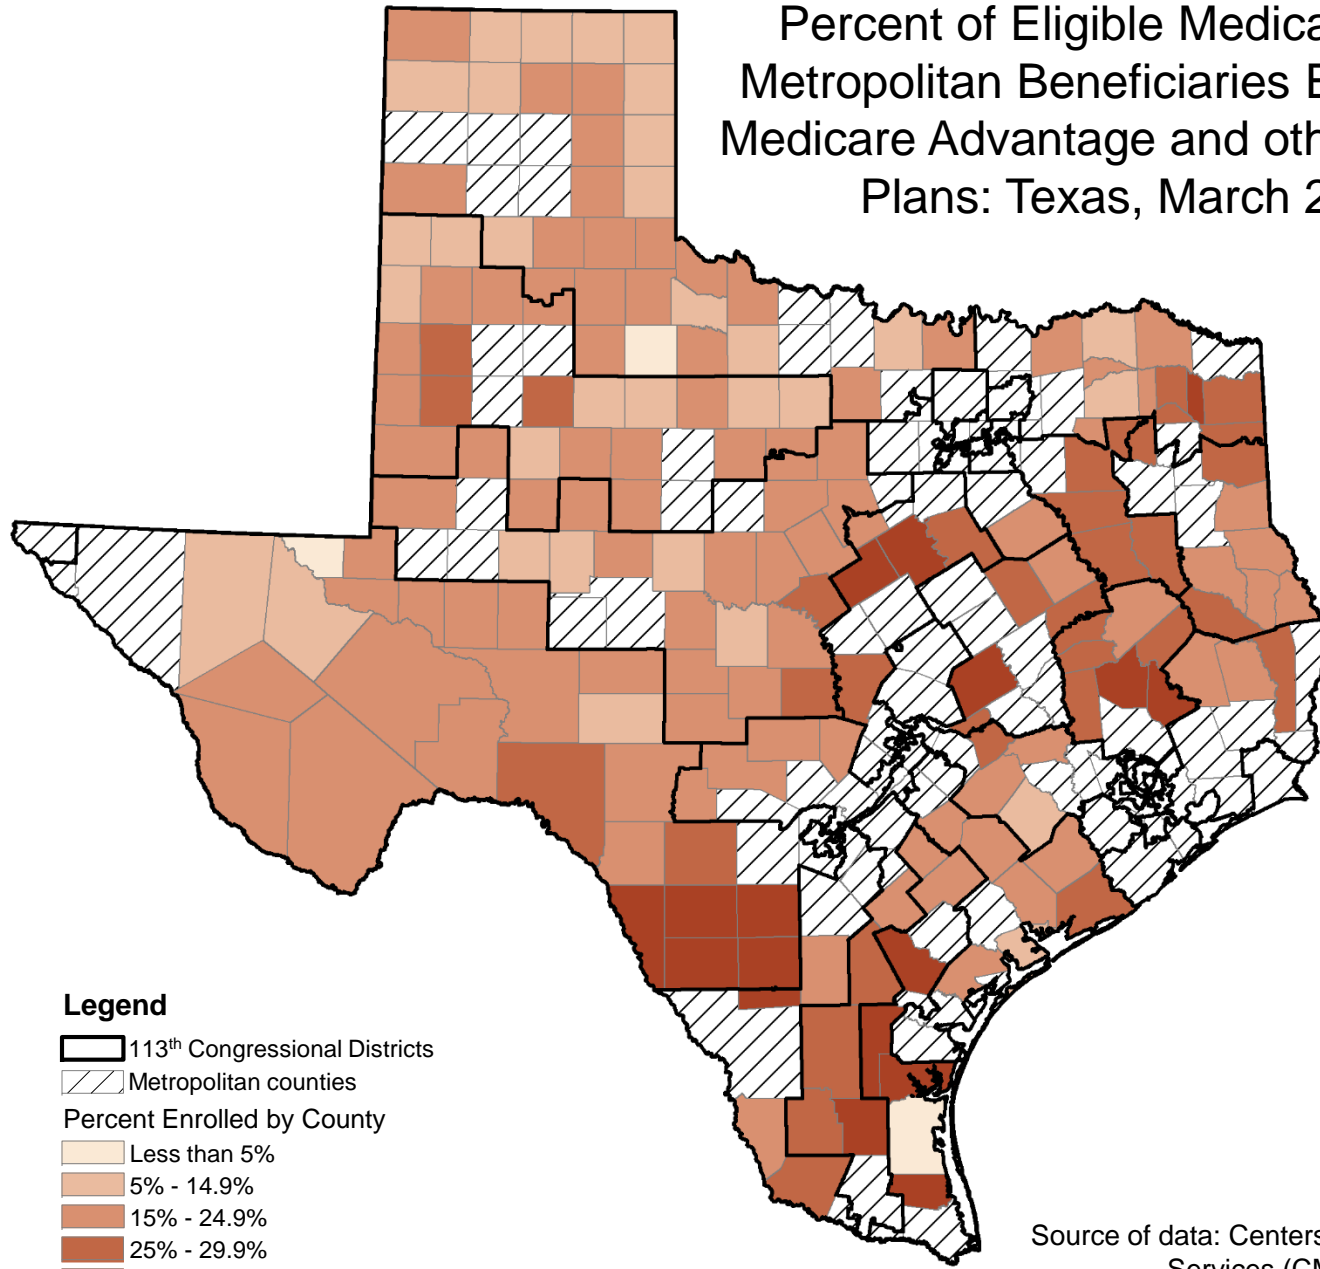 Percent of Eligible Medica
Metropolitan Beneficiaries E
Medicare Advantage and oth
Plans: Texas, March 2
Legend
113th Congressional Districts
Metropolitan counties
Percent Enrolled by County
Less than 5%
5% - 14.9%
15% - 24.9%
25% - 29.9%
Source of data: Centers
Services (CM